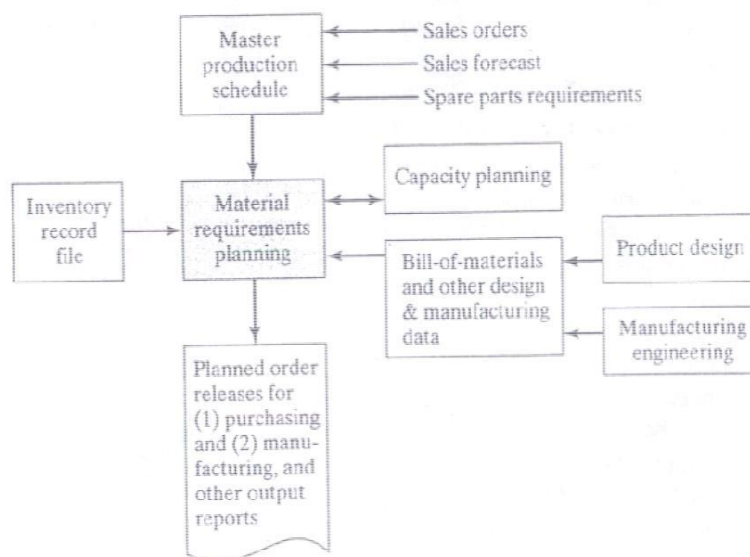 Master
production
schedule
Sales orders
Sales forecast
Spare parts requirements
Inventory
record
file
Material
requirements
planning
Capacity planning
Bill-of-materials
and other design
& manufacturing
data
Product design
Manufacturing
engineering
Planned order
releases for
(1) purchasing
and (2) manu-
facturing, and
other output
reports